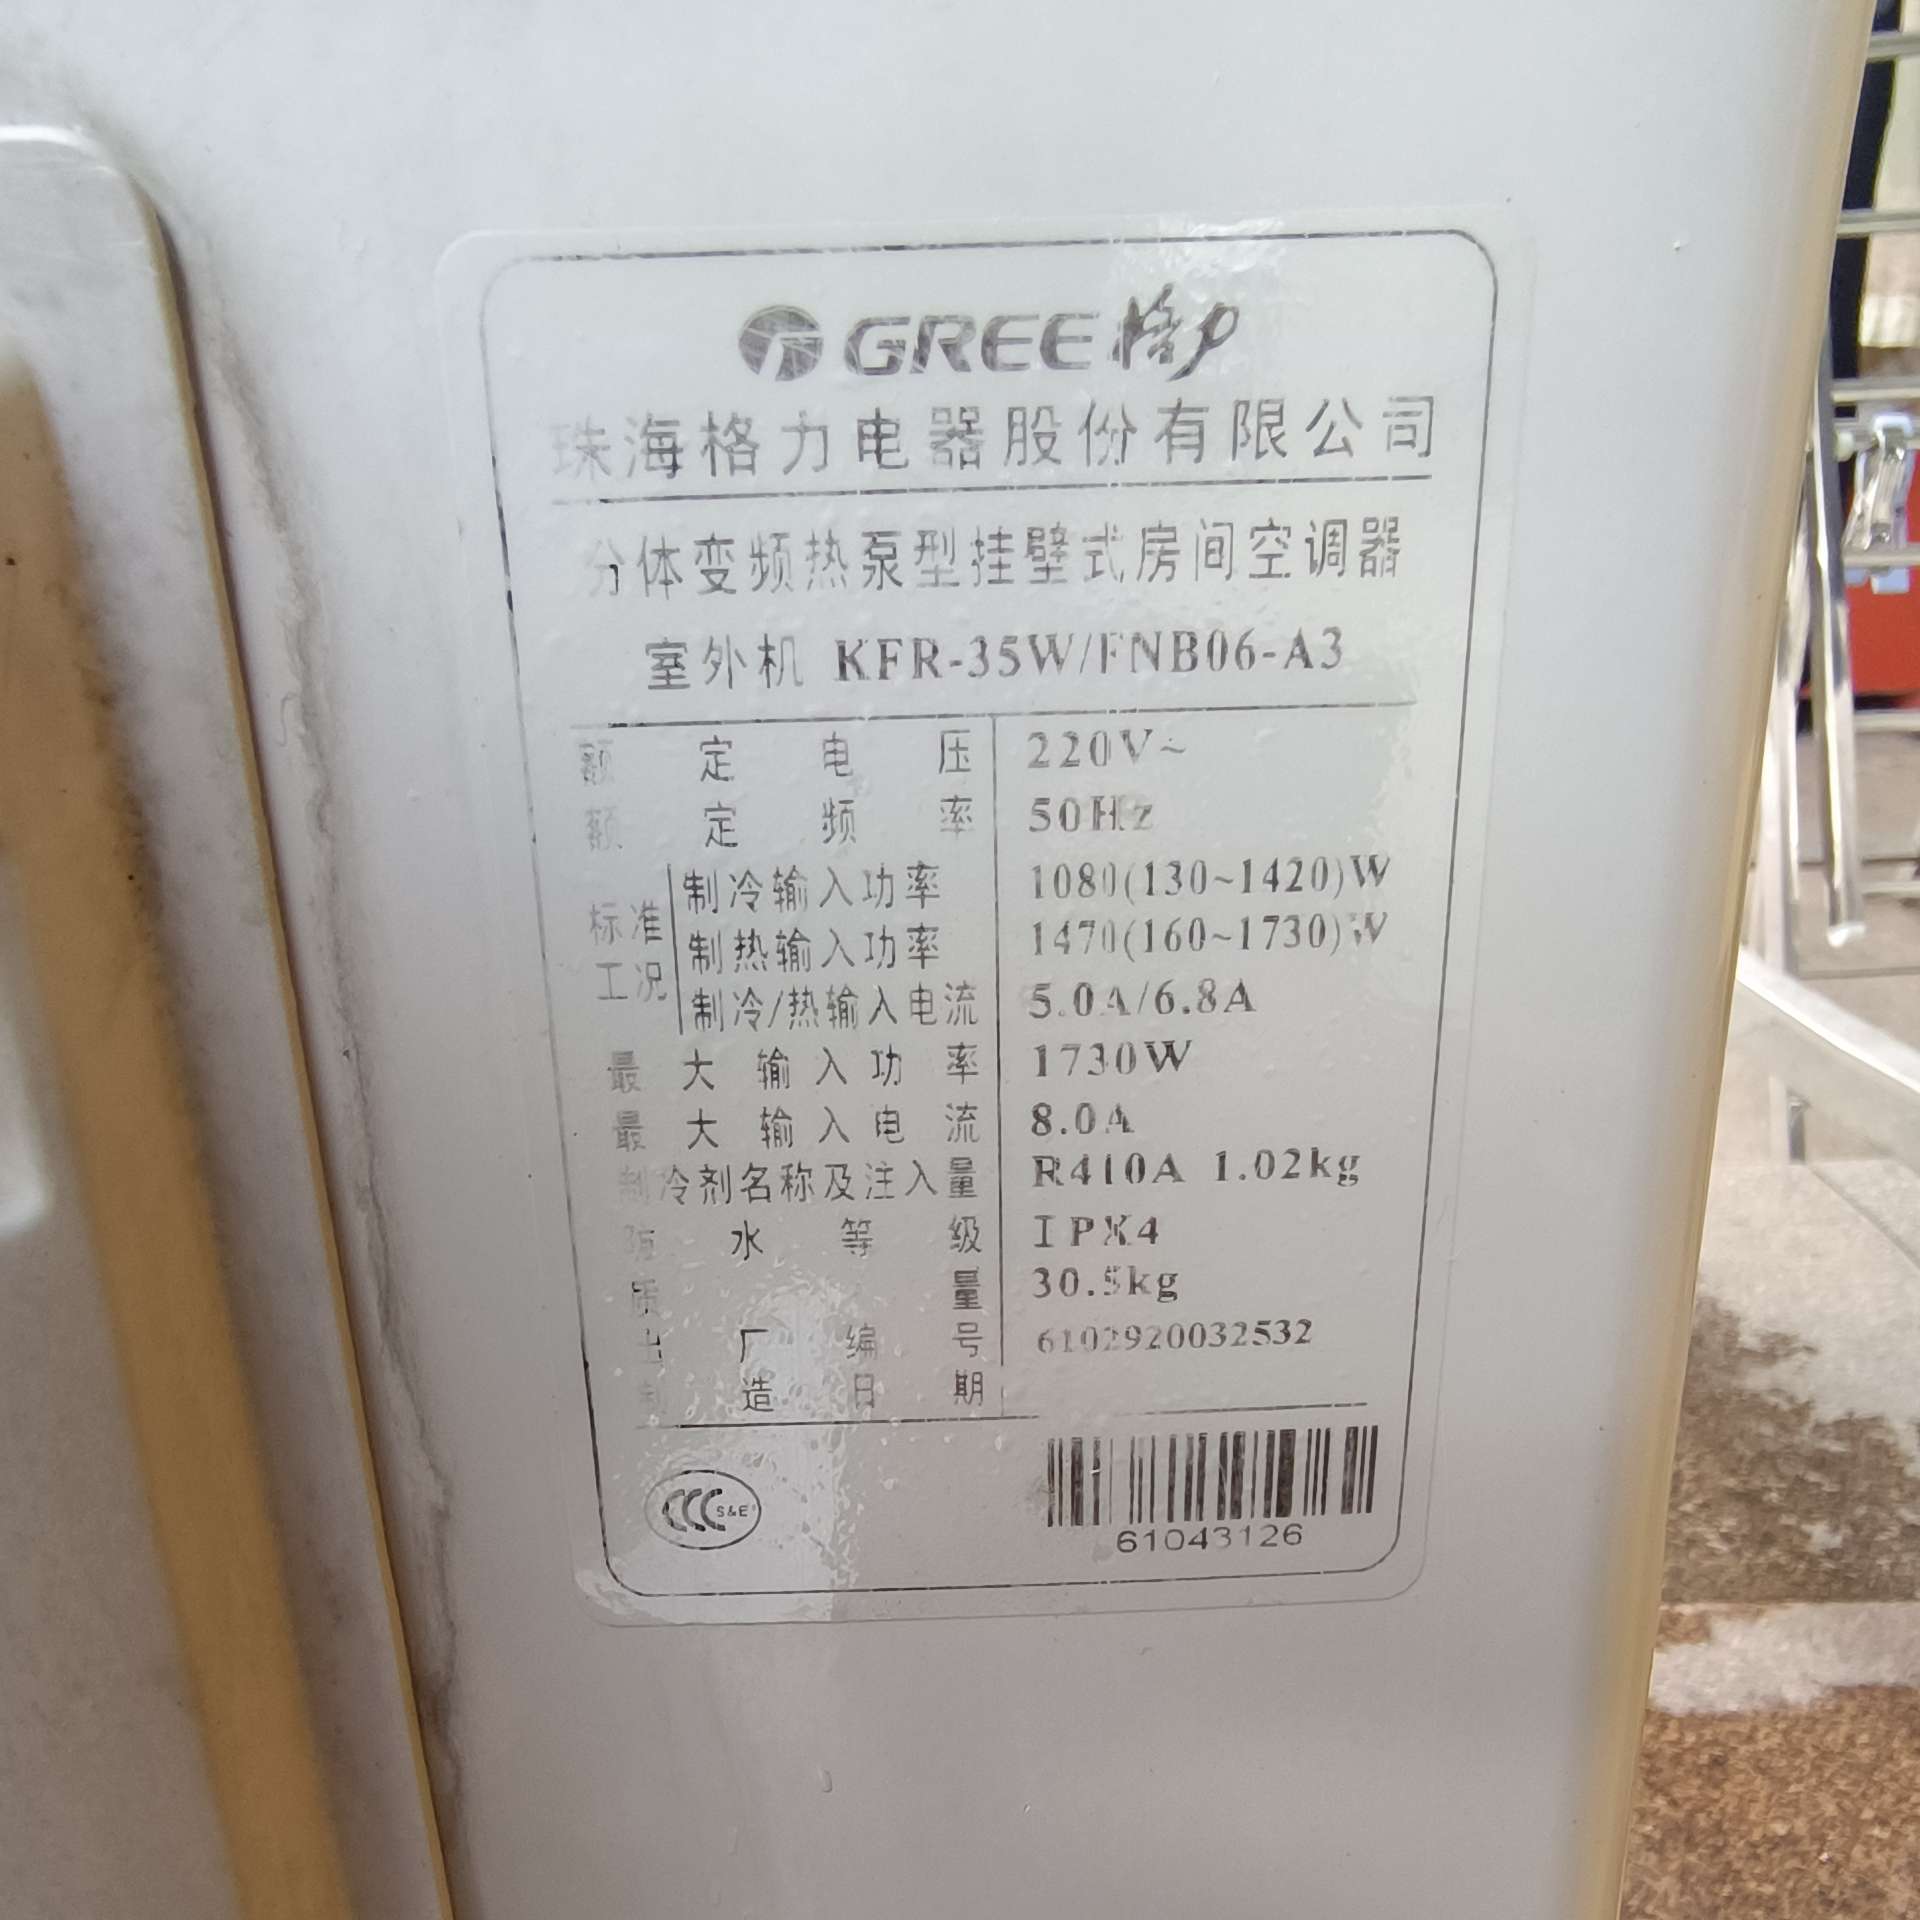 GREE 格力
珠海格力电器股份有限公司
分体变频热泵型挂壁式房间空调器
室外机 KFR-35W/FNB06-A3
额定电压 220V~
额定频率 50Hz
标准工况
制冷输入功率 1080(130~1420)W
制热输入功率 1470(160~1730)W
制冷/热输入电流 5.0A/6.8A
最大输入功率 1730W
最大输入电流 8.0A
制冷剂名称及注入量 R410A 1.02kg
防水等级 IPX4
质量 30.5kg
出厂编号 6102920032532
制造日期
CCC S&E
61043126